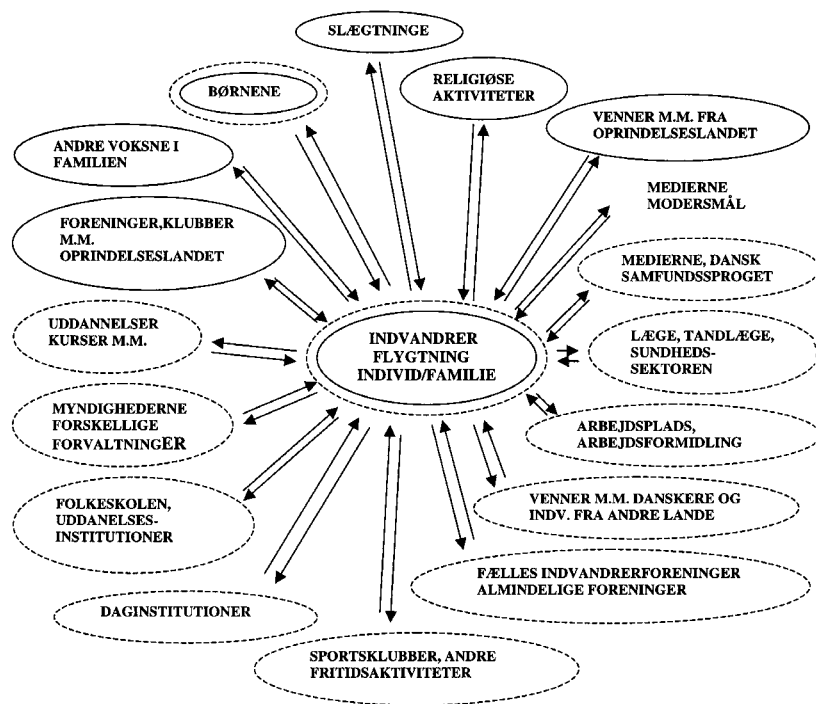 SLÆGTNINGE
BØRNENE
RELIGIØSE
AKTIVITETER
VENNER M.M. FRA
OPRINDELSESLANDET
ANDRE VOKSNE I
FAMILIEN
MEDIERNE
MODERSMÅL
FORENINGER,KLUBBER
M.M.
OPRINDELSESLANDET
MEDIERNE, DANSK
SAMFUNDSSPROGET
UDDANNELSER
KURSER M.M.
INDVANDRER
FLYGTNING
INDIVID/FAMILIE
LÆGE, TANDLÆGE,
SUNDHEDS-
SEKTOREN
MYNDIGHEDERNE
FORSKELLIGE
FORVALTNINGER
ARBEJDSPLADS,
ARBEJDSFORMIDLING
FOLKESKOLEN,
UDDANELSES-
INSTITUTIONER
VENNER M.M. DANSKERE OG
INDV. FRA ANDRE LANDE
FÆLLES INDVANDRERFORENINGER
ALMINDELIGE FORENINGER
DAGINSTITUTIONER
SPORTSKLUBBER, ANDRE
FRITIDSAKTIVITETER